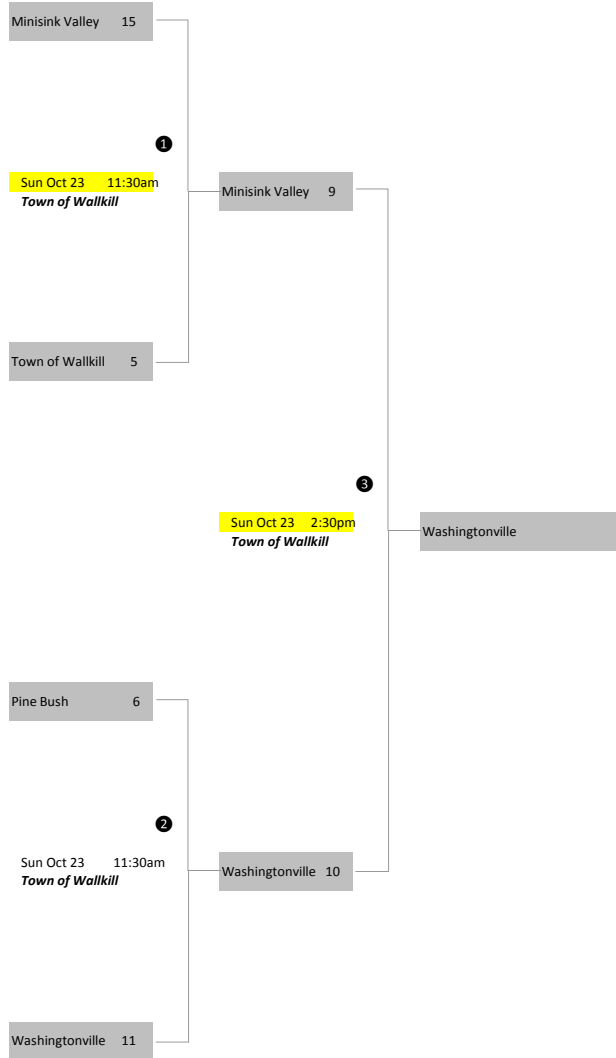 Minisink Valley 15
❶
Sun Oct 23 11:30am
Town of Wallkill
Minisink Valley 9
Town of Wallkill 5
❸
Sun Oct 23 2:30pm
Town of Wallkill
Washingtonville
Pine Bush 6
❷
Sun Oct 23 11:30am
Town of Wallkill
Washingtonville 10
Washingtonville 11